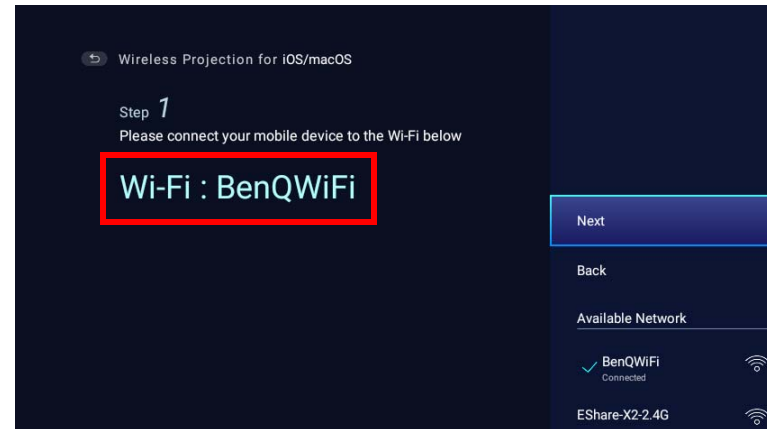 Wireless Projection for iOS/macOS
Step 1
Please connect your mobile device to the Wi-Fi below
Wi-Fi : BenQWiFi
Next
Back
Available Network
BenQWiFi
Connected
EShare-X2-2.4G